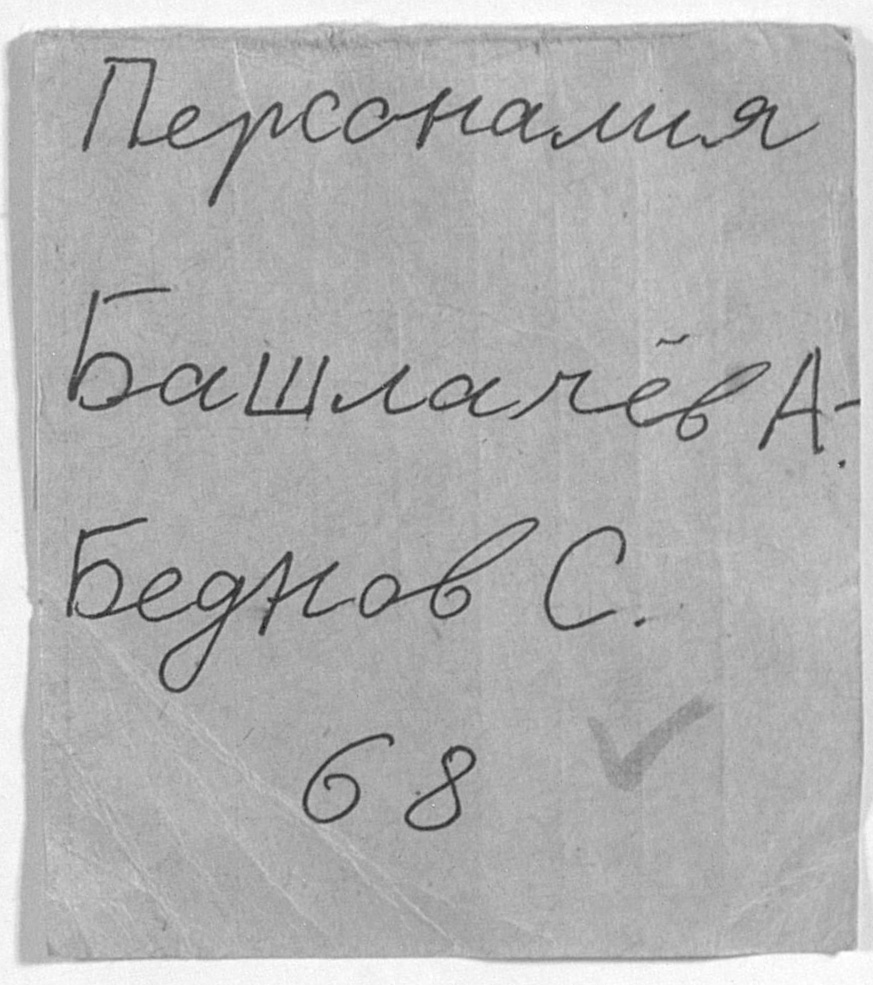 Персоналия
Башлачёв А.
Беднов С.
68